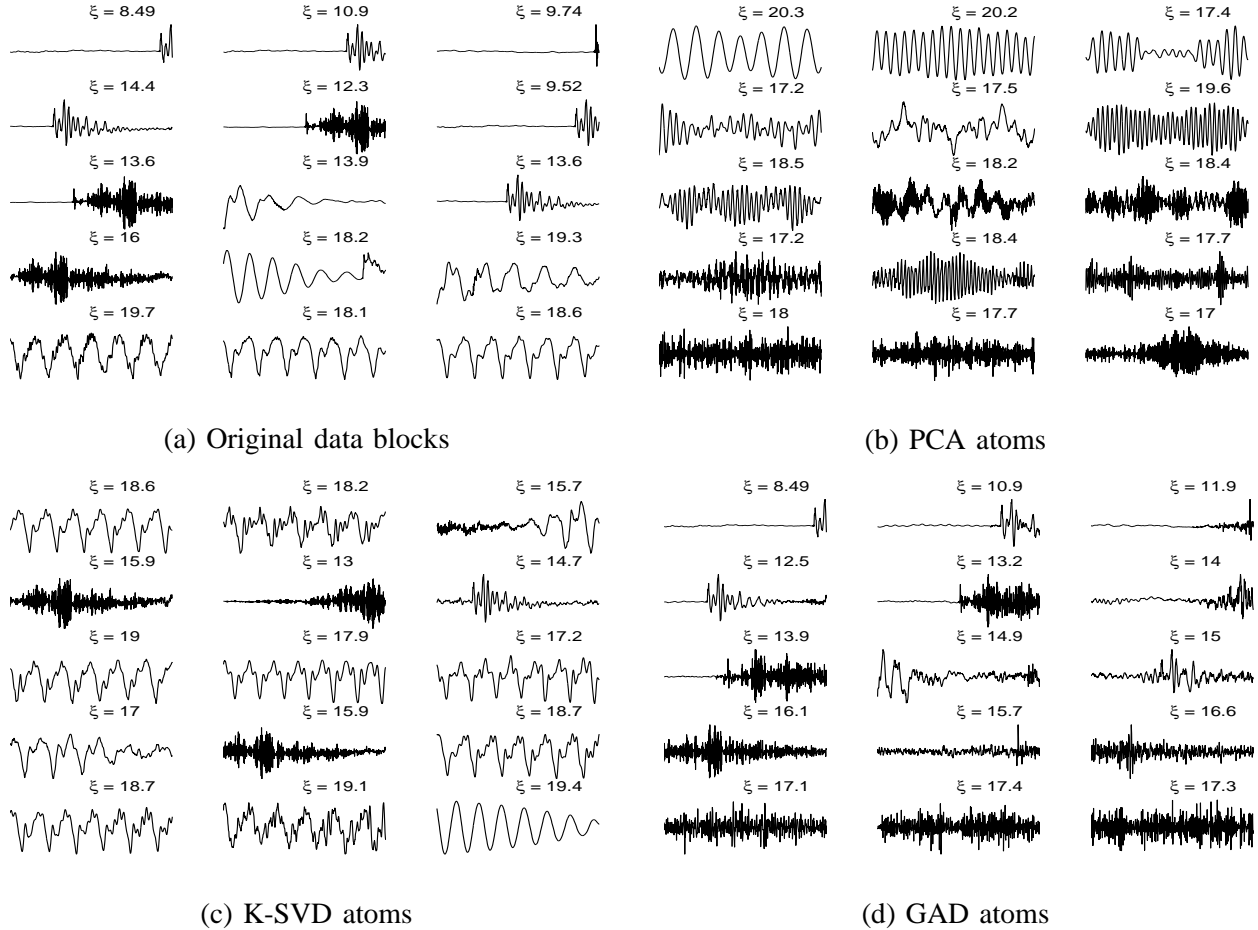 ξ = 8.49
ξ = 10.9
ξ = 9.74
ξ = 14.4
ξ = 12.3
ξ = 9.52
ξ = 13.6
ξ = 13.9
ξ = 13.6
ξ = 16
ξ = 18.2
ξ = 19.3
ξ = 19.7
ξ = 18.1
ξ = 18.6
(a) Original data blocks
ξ = 20.3
ξ = 20.2
ξ = 17.4
ξ = 17.2
ξ = 17.5
ξ = 19.6
ξ = 18.5
ξ = 18.2
ξ = 18.4
ξ = 17.2
ξ = 18.4
ξ = 17.7
ξ = 18
ξ = 17.7
ξ = 17
(b) PCA atoms
ξ = 18.6
ξ = 18.2
ξ = 15.7
ξ = 15.9
ξ = 13
ξ = 14.7
ξ = 19
ξ = 17.9
ξ = 17.2
ξ = 17
ξ = 15.9
ξ = 18.7
ξ = 18.7
ξ = 19.1
ξ = 19.4
(c) K-SVD atoms
ξ = 8.49
ξ = 10.9
ξ = 11.9
ξ = 12.5
ξ = 13.2
ξ = 14
ξ = 13.9
ξ = 14.9
ξ = 15
ξ = 16.1
ξ = 15.7
ξ = 16.6
ξ = 17.1
ξ = 17.4
ξ = 17.3
(d) GAD atoms